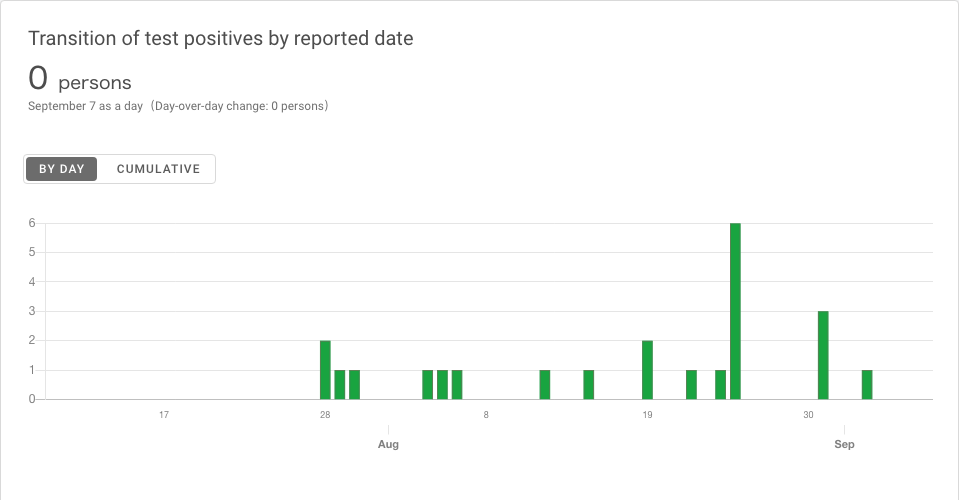 Transition of test positives by reported date
0 persons
September 7 as a day（Day-over-day change: 0 persons）
BY DAY CUMULATIVE
6
5
4
3
2
1
0
17 28 8 19 30
Aug Sep